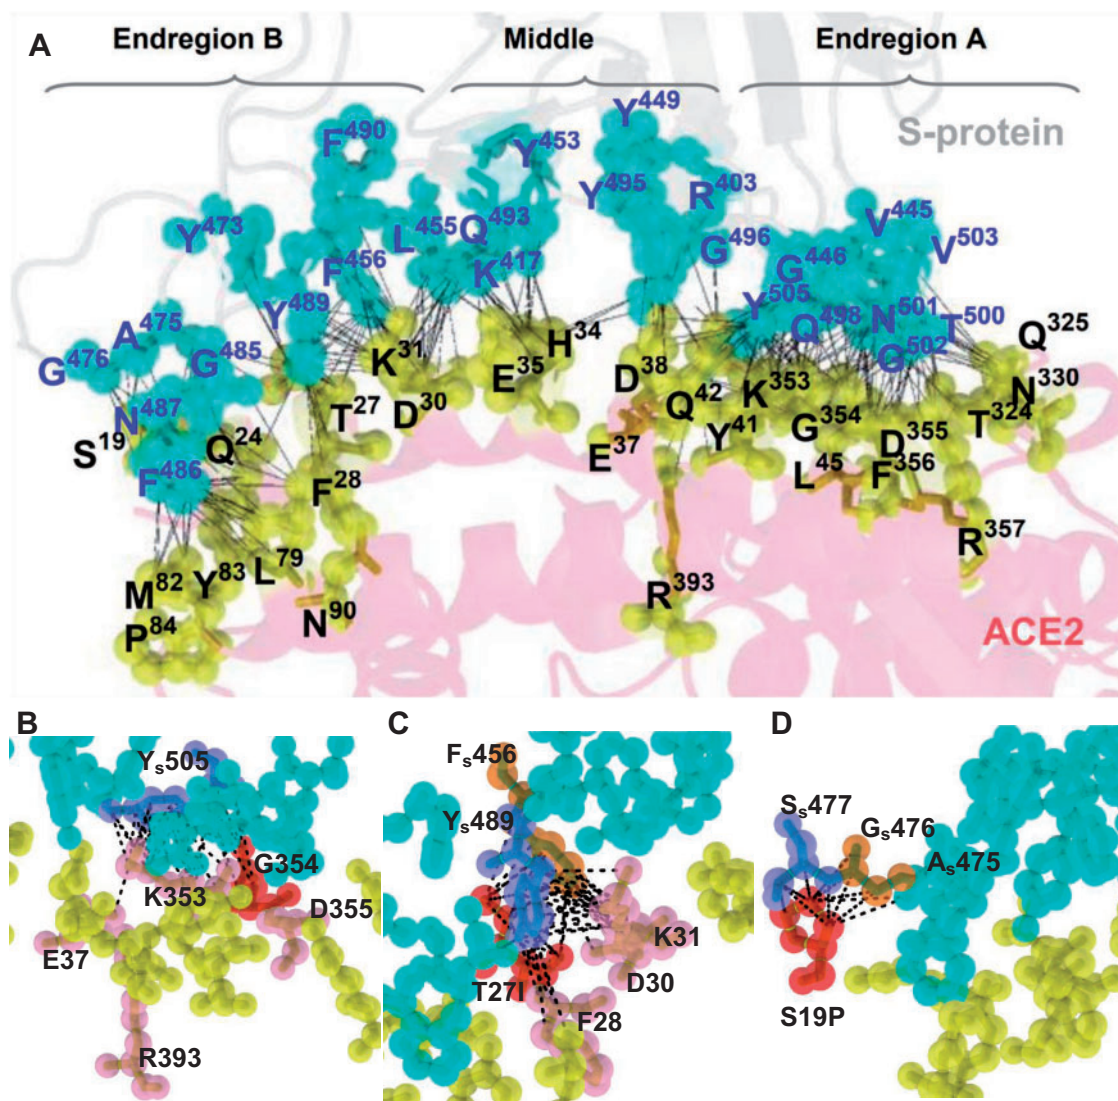 A
Endregion B
Middle
Endregion A
S-protein
Y449
F490
Y453
Y495
R403
Y473
L455
Q493
V445
V503
F456
K417
G496
G446
Y489
Y505
Q498
N501
T500
A475
G476
G485
G502
Q325
K31
E35
H34
D38
K353
N330
N487
S19
Q24
T27
D30
Q42
Y41
G354
D355
T324
F486
F28
E37
L45
F356
R357
M82
Y83
L79
N90
R393
P84
ACE2
B
Ys505
G354
K353
D355
E37
R393
C
Fs456
Ys489
K31
D30
T27I
F28
D
Ss477
Gs476
As475
S19P